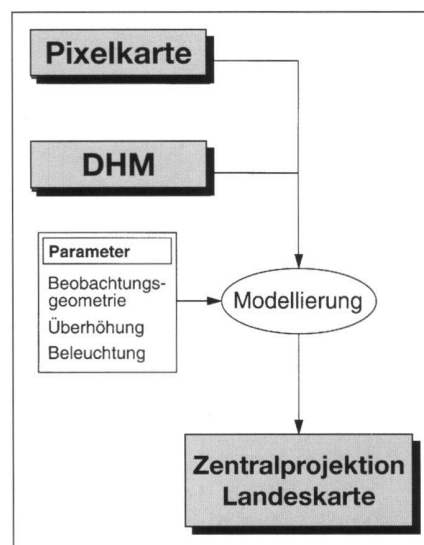 Pixelkarte
DHM
Parameter
Beobachtungs-
geometrie
Überhöhung
Beleuchtung
Modellierung
Zentralprojektion
Landeskarte